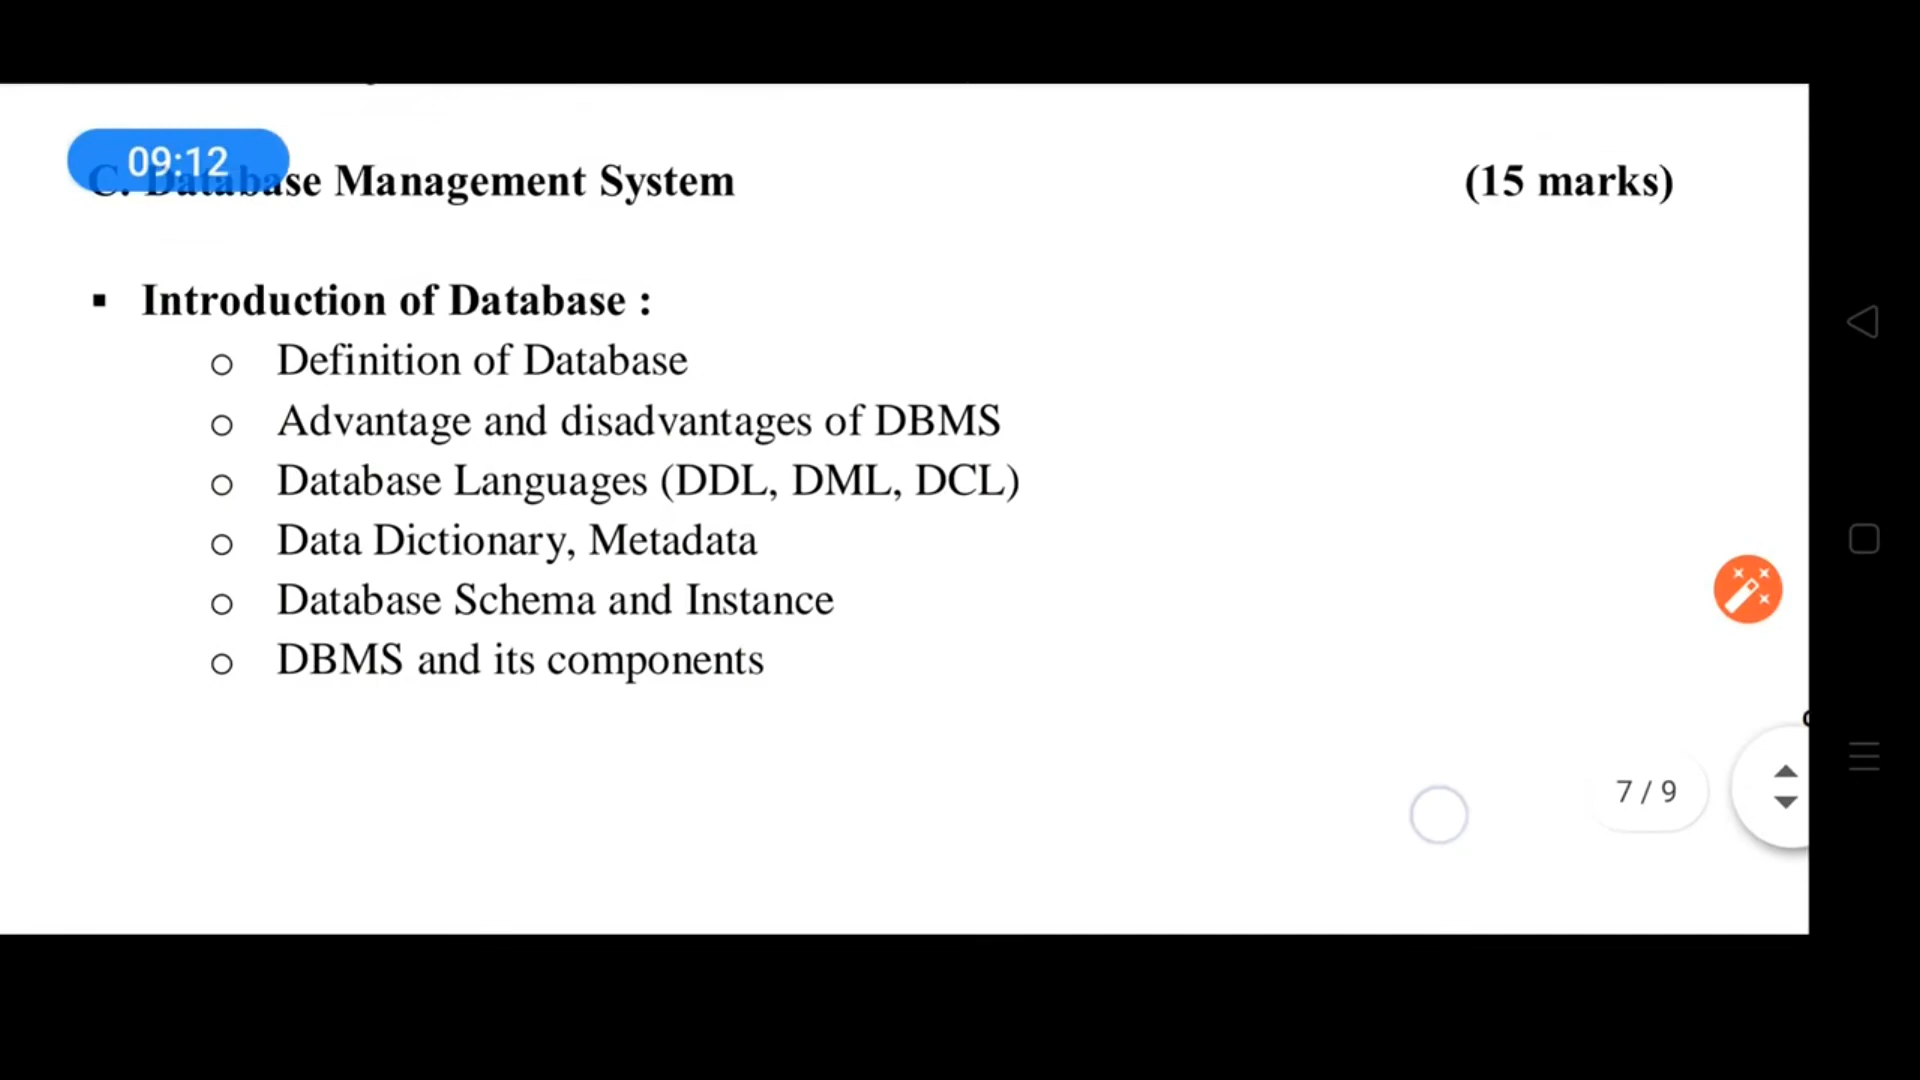 09:12
C. Database Management System (15 marks)
▪ Introduction of Database :
o Definition of Database
o Advantage and disadvantages of DBMS
o Database Languages (DDL, DML, DCL)
o Data Dictionary, Metadata
o Database Schema and Instance
o DBMS and its components
7 / 9